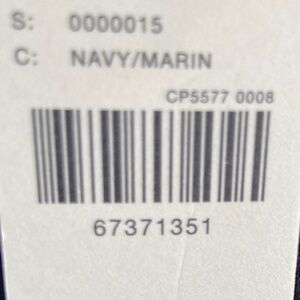 S: 0000015
C: NAVY/MARIN
CP5577 0008
67371351